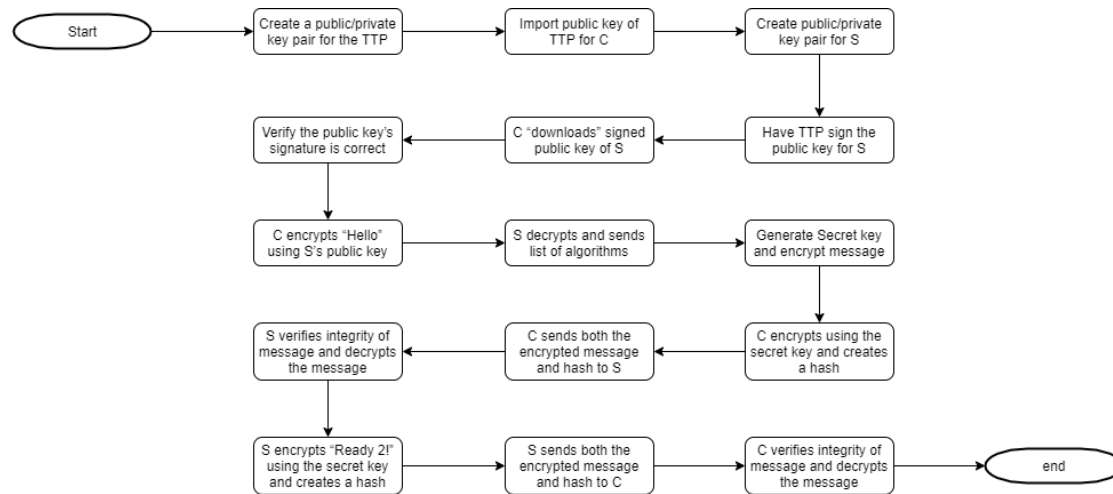 Start
Create a public/private
key pair for the TTP
Import public key of
TTP for C
Create public/private
key pair for S
Have TTP sign the
public key for S
C “downloads” signed
public key of S
Verify the public key's
signature is correct
C encrypts “Hello”
using S's public key
S decrypts and sends
list of algorithms
Generate Secret key
and encrypt message
C encrypts using the
secret key and creates
a hash
C sends both the
encrypted message
and hash to S
S verifies integrity of
message and decrypts
the message
S encrypts “Ready 2!”
using the secret key
and creates a hash
S sends both the
encrypted message
and hash to C
C verifies integrity of
message and decrypts
the message
end